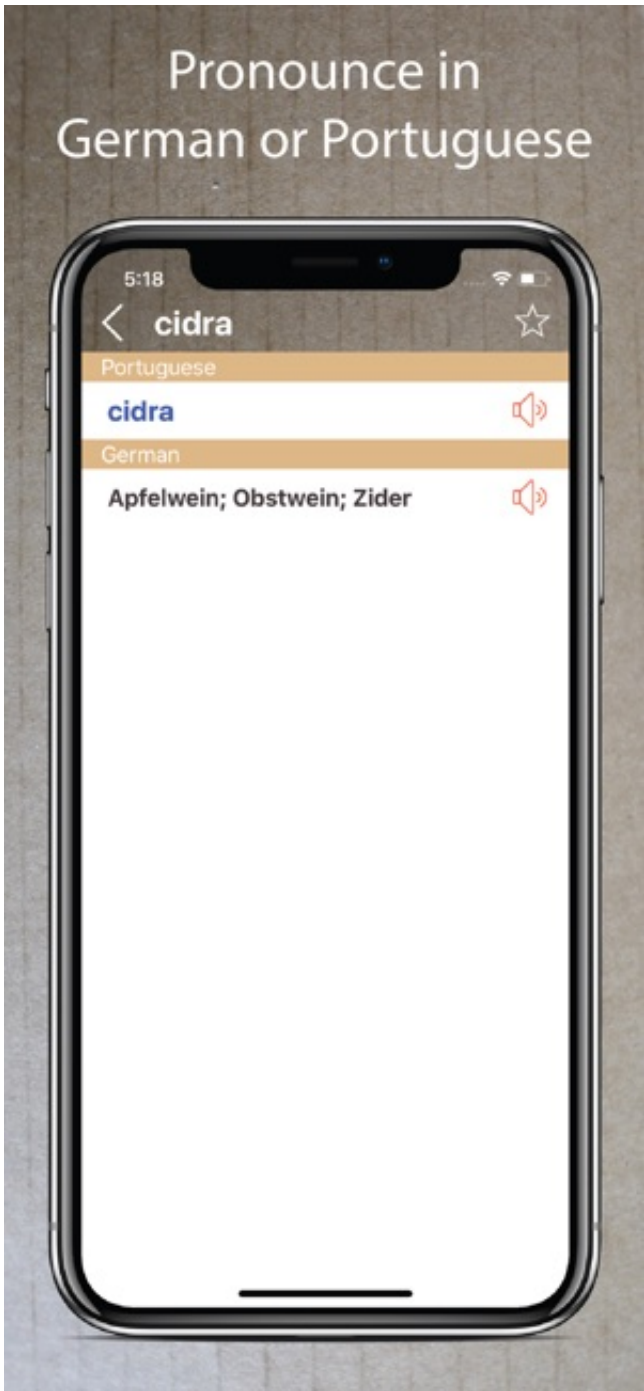 Pronounce in
German or Portuguese
5:18
cidra
Portuguese
cidra
German
Apfelwein; Obstwein; Zider